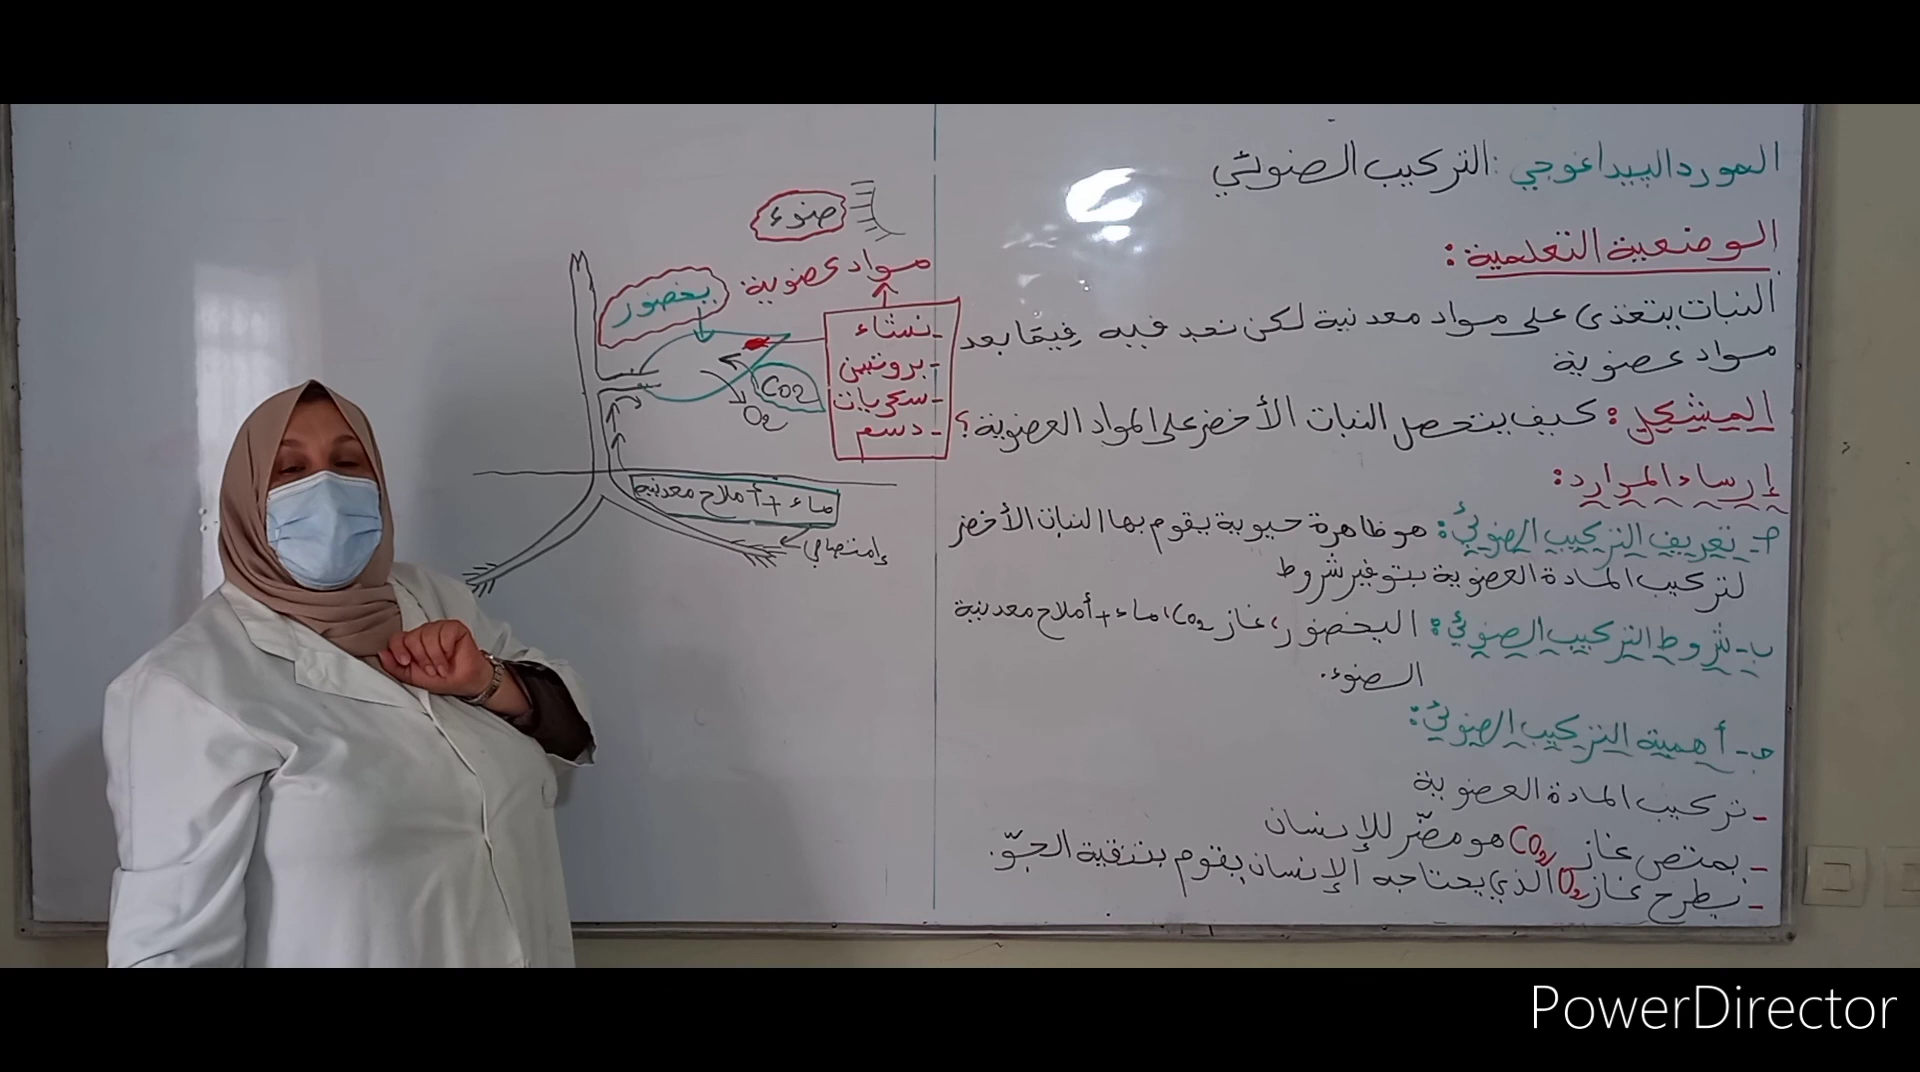 المورد البيداغوجي: التركيب الضوئي
الوضعية التعلمية:
النبات يتغذى على مواد معدنية لكن نجد فيه فيما بعد
مواد عضوية
المشكل: كيف يتحصل النبات الأخضر على المواد العضوية؟
إرساء الموارد:
أ- تعريف التركيب الضوئي: هو ظاهرة حيوية يقوم بها النبات الأخضر
لتركيب المادة العضوية بتوفير شروط
ب- شروط التركيب الضوئي: اليخضور، غاز CO2، ماء + أملاح معدنية
الضوء.
ج- أهمية التركيب الضوئي:
- تركيب المادة العضوية
- يمتص غاز CO2 هو مضّر للإنسان
- يطرح غاز O2 الذي يحتاجه الإنسان يقوم بتنقية الجوّ.
ضوء
مواد عضوية
يخضور
- نشاء
- بروتين
- سكريات
- دسم
CO2
O2
ماء + أملاح معدنية
إمتصاص
PowerDirector